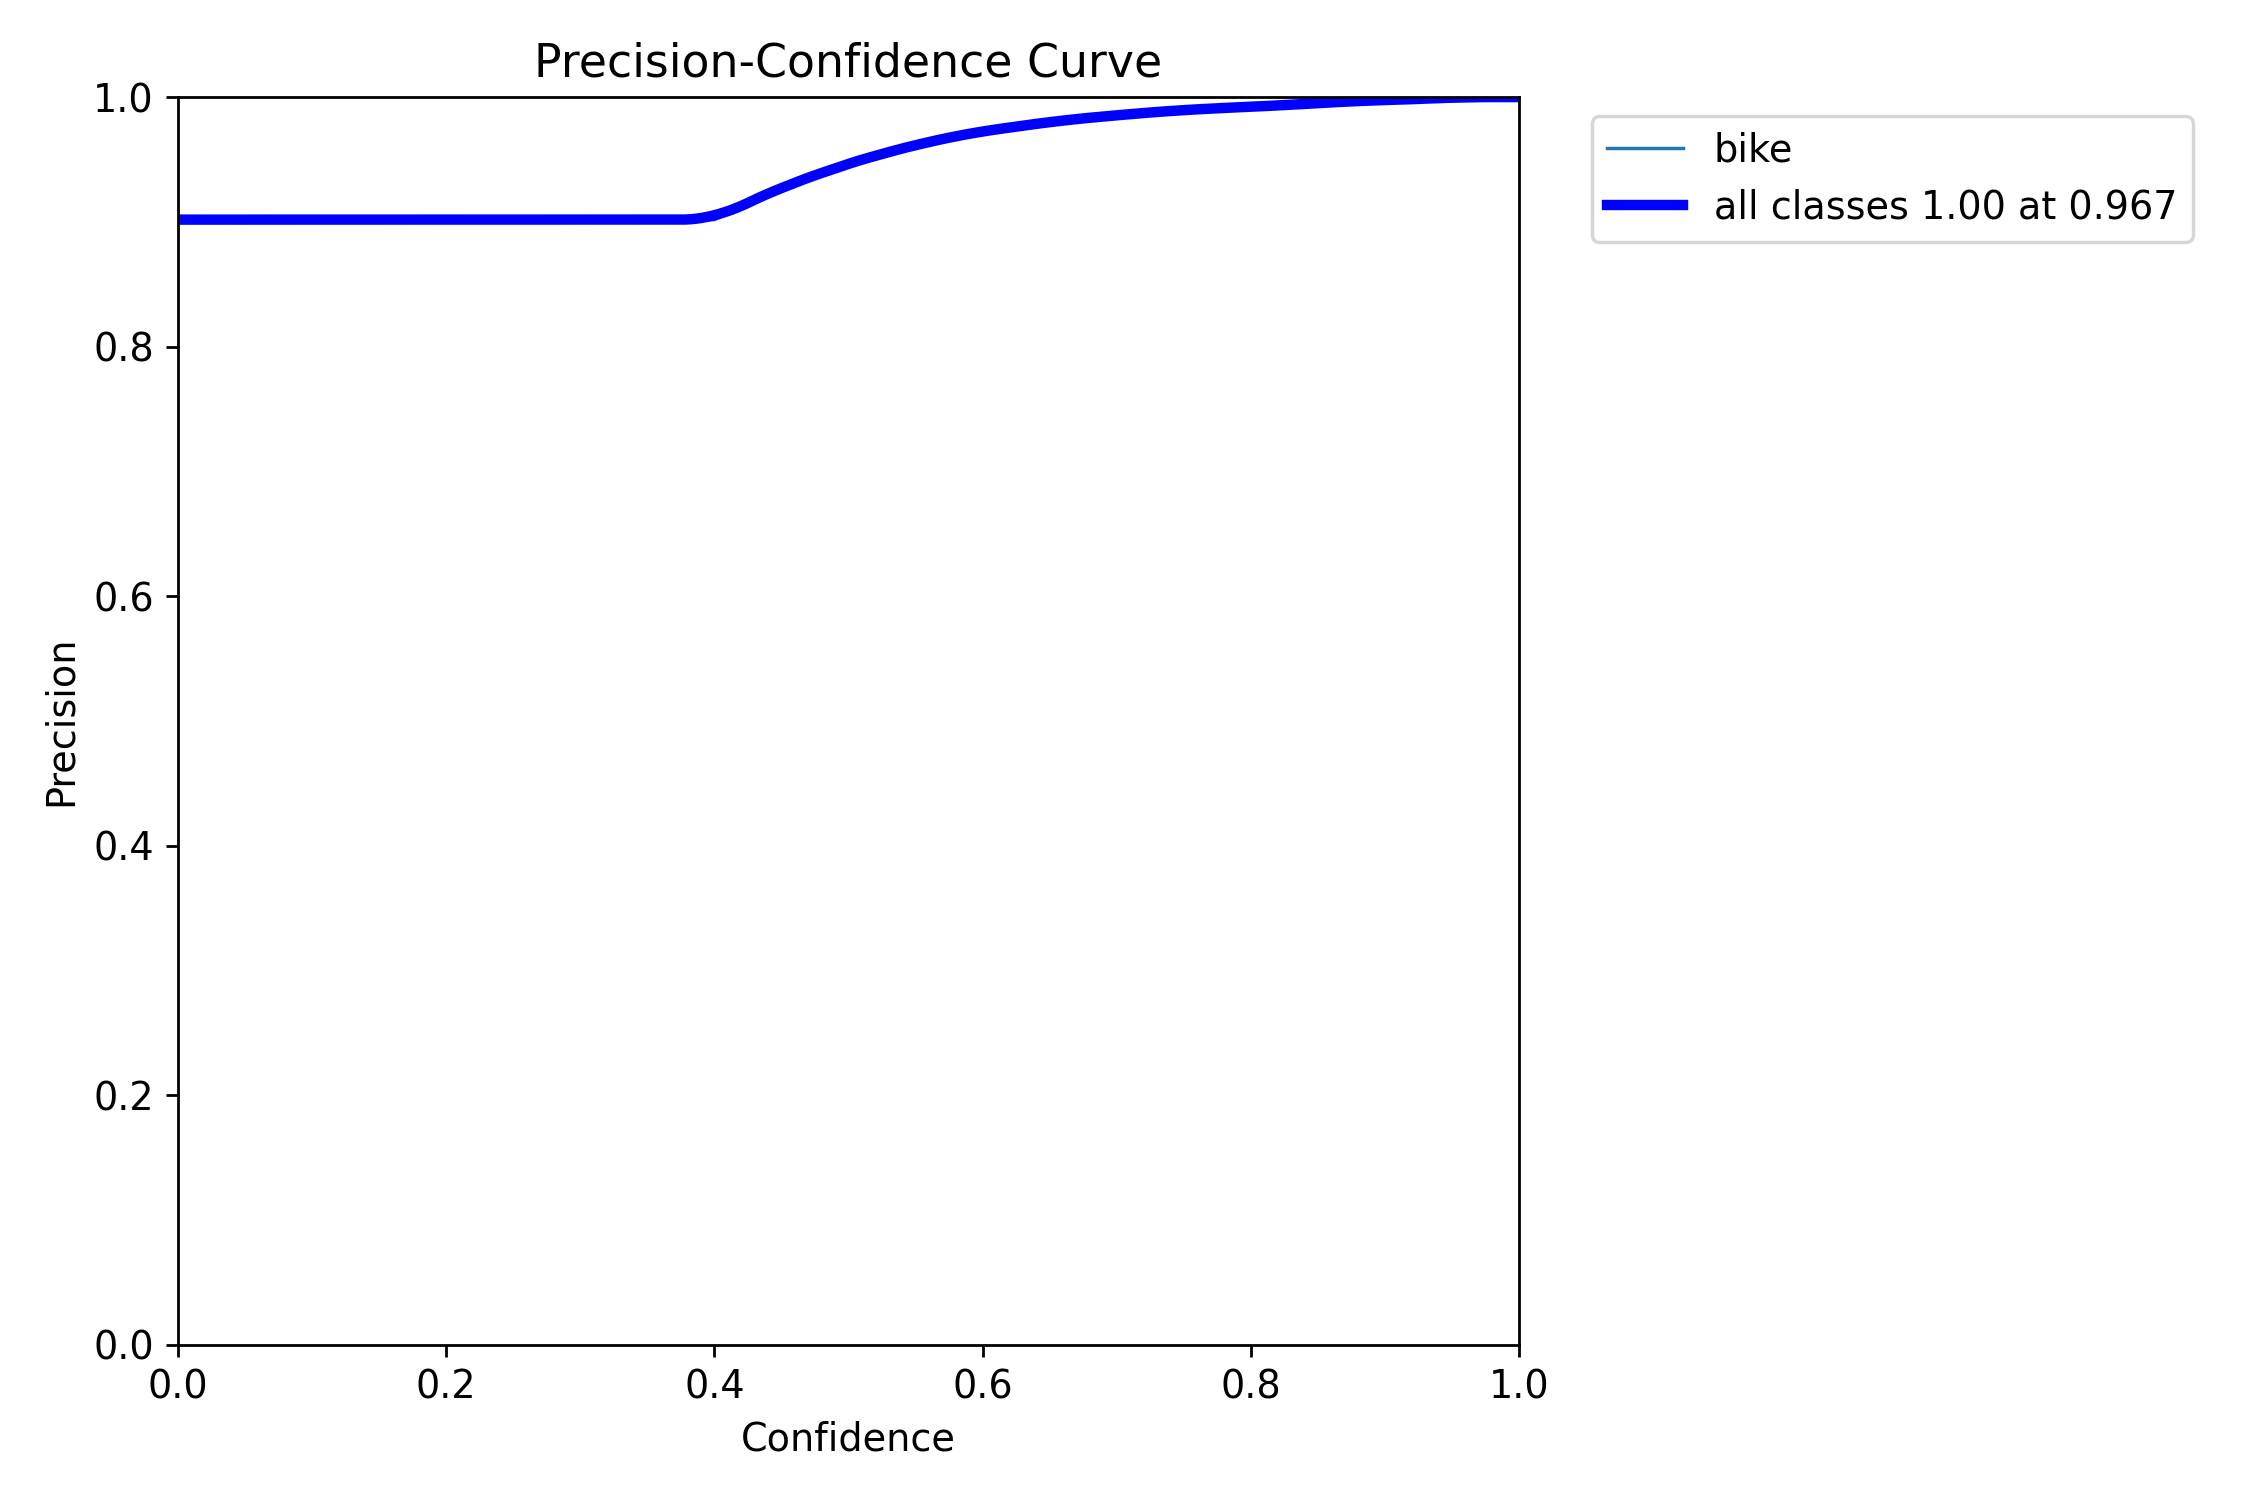 Precision-Confidence Curve
1.0
0.8
0.6
0.4
0.2
0.0
Precision
0.0 0.2 0.4 0.6 0.8 1.0
Confidence
bike
all classes 1.00 at 0.967